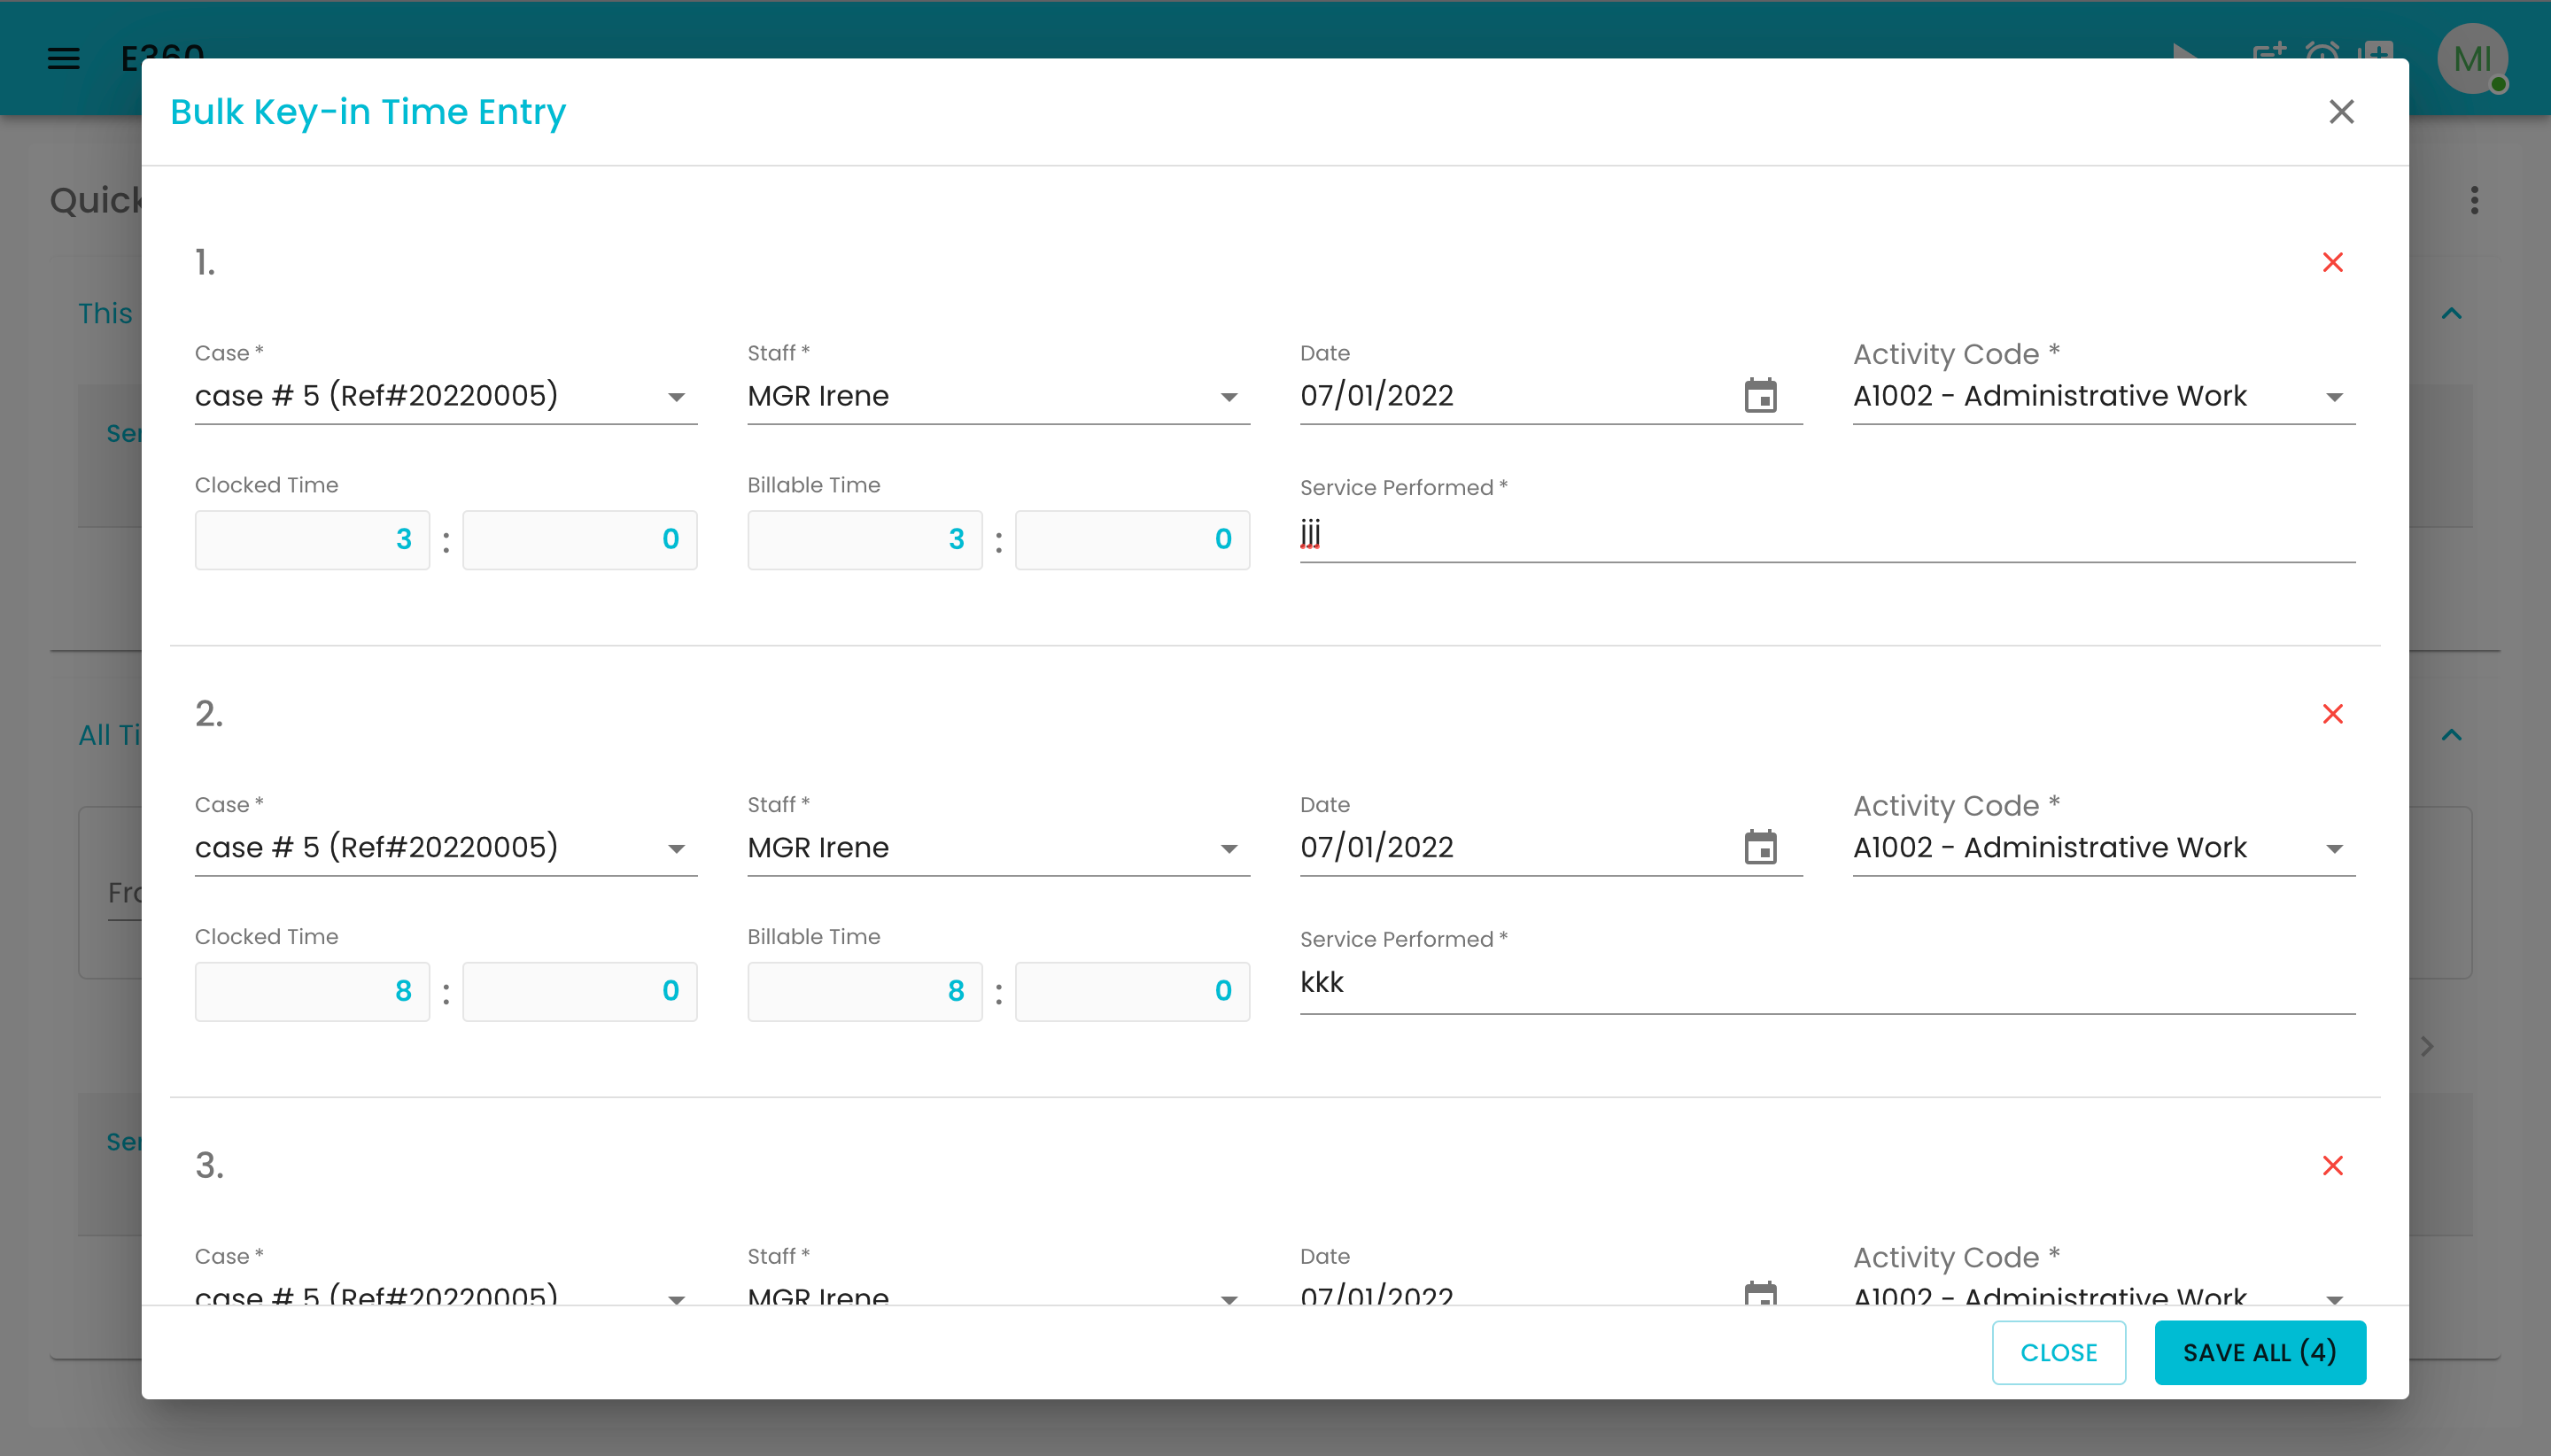 E360
MI
Bulk Key-in Time Entry
Quick
1.
This
Case *
Staff *
Date
Activity Code *
case # 5 (Ref#20220005)
MGR Irene
07/01/2022
A1002 - Administrative Work
Clocked Time
Billable Time
Service Performed *
3 : 0
3 : 0
jjj
2.
All Ti
Case *
Staff *
Date
Activity Code *
case # 5 (Ref#20220005)
MGR Irene
07/01/2022
A1002 - Administrative Work
Clocked Time
Billable Time
Service Performed *
8 : 0
8 : 0
kkk
3.
Case *
Staff *
Date
Activity Code *
case # 5 (Ref#20220005)
MGR Irene
07/01/2022
A1002 - Administrative Work
CLOSE
SAVE ALL (4)